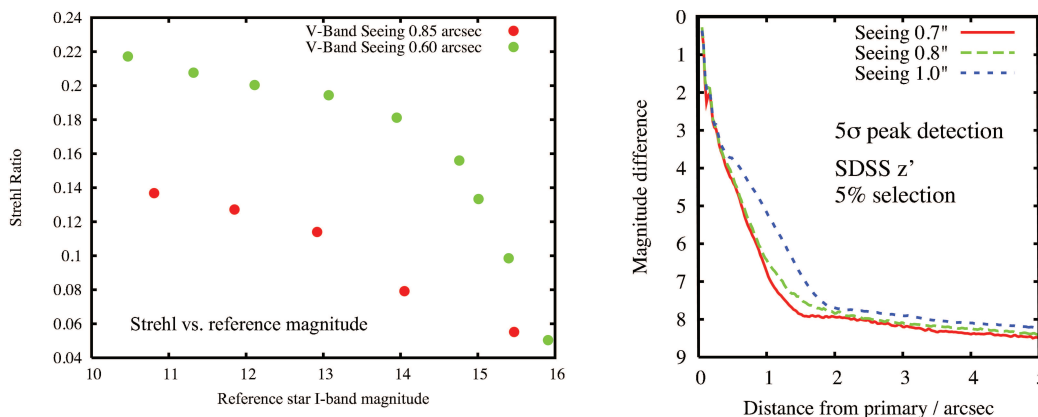 V-Band Seeing 0.85 arcsec
V-Band Seeing 0.60 arcsec
0.24
0.22
0.2
0.18
0.16
0.14
0.12
0.1
0.08
0.06
0.04
Strehl Ratio
Strehl vs. reference magnitude
10 11 12 13 14 15 16
Reference star I-band magnitude
Seeing 0.7"
Seeing 0.8"
Seeing 1.0"
0
1
2
3
4
5
6
7
8
9
Magnitude difference
5σ peak detection
SDSS z’
5% selection
0 1 2 3 4
Distance from primary / arcsec